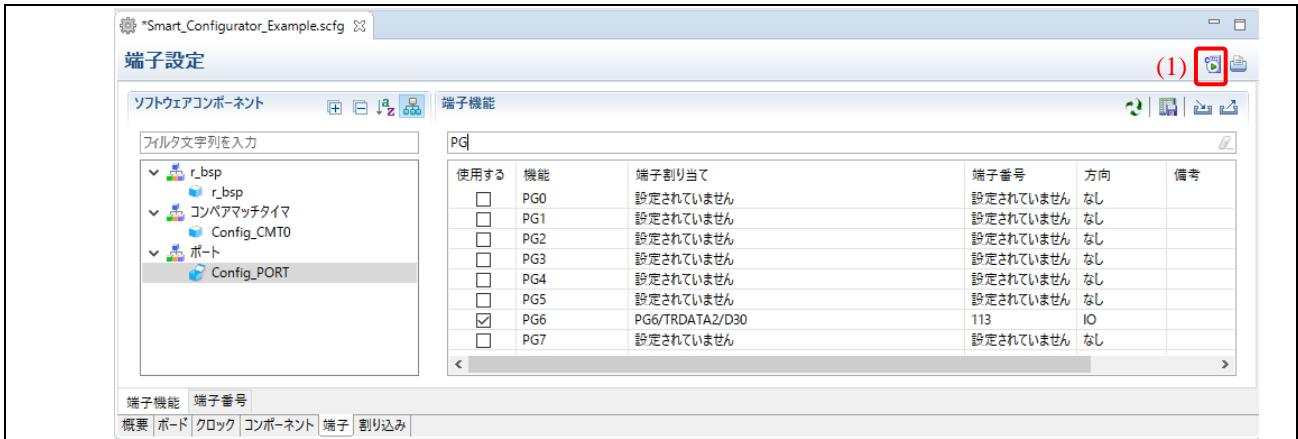 *Smart_Configurator_Example.scfg
端子設定
(1)
ソフトウェアコンポーネント
フィルタ文字列を入力
r_bsp
r_bsp
コンペアマッチタイマ
Config_CMT0
ポート
Config_PORT
端子機能
PG
使用する 機能 端子割り当て 端子番号 方向 備考
PG0 設定されていません 設定されていません なし
PG1 設定されていません 設定されていません なし
PG2 設定されていません 設定されていません なし
PG3 設定されていません 設定されていません なし
PG4 設定されていません 設定されていません なし
PG5 設定されていません 設定されていません なし
PG6 PG6/TRDATA2/D30 113 IO
PG7 設定されていません 設定されていません なし
端子機能 端子番号
概要 ボード クロック コンポーネント 端子 割り込み